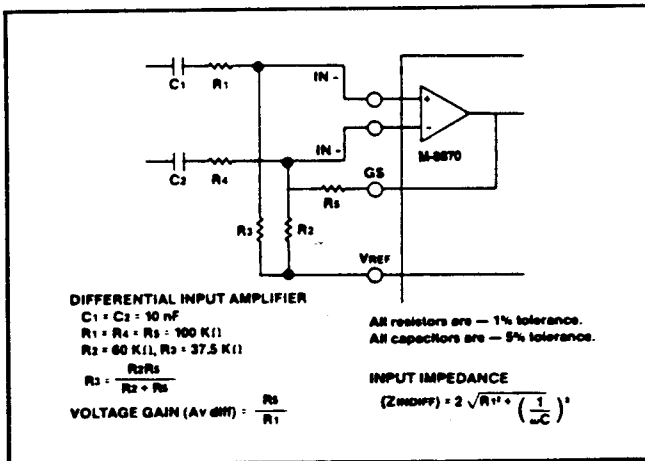 C1
R1
IN -
+
-
M-8870
C2
R4
IN -
GS
R5
R3
R2
VREF
DIFFERENTIAL INPUT AMPLIFIER
C1 = C2 = 10 nF
R1 = R4 = R5 = 100 KΩ
R2 = 60 KΩ, R3 = 37.5 KΩ
R3 = R2R5 / R2 + R5
VOLTAGE GAIN (Av diff) = R5 / R1
All resistors are — 1% tolerance.
All capacitors are — 5% tolerance.
INPUT IMPEDANCE
(ZINDIFF) = 2 √R1² + (1 / ωC)²